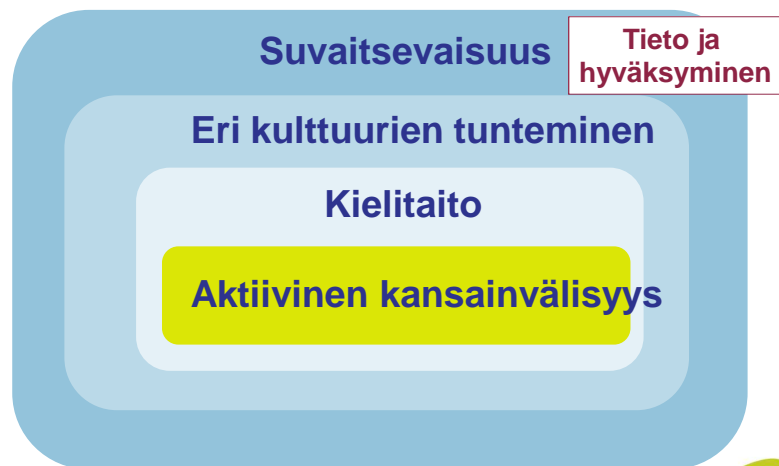 Suvaitsevaisuus
Tieto ja
hyväksyminen
Eri kulttuurien tunteminen
Kielitaito
Aktiivinen kansainvälisyys